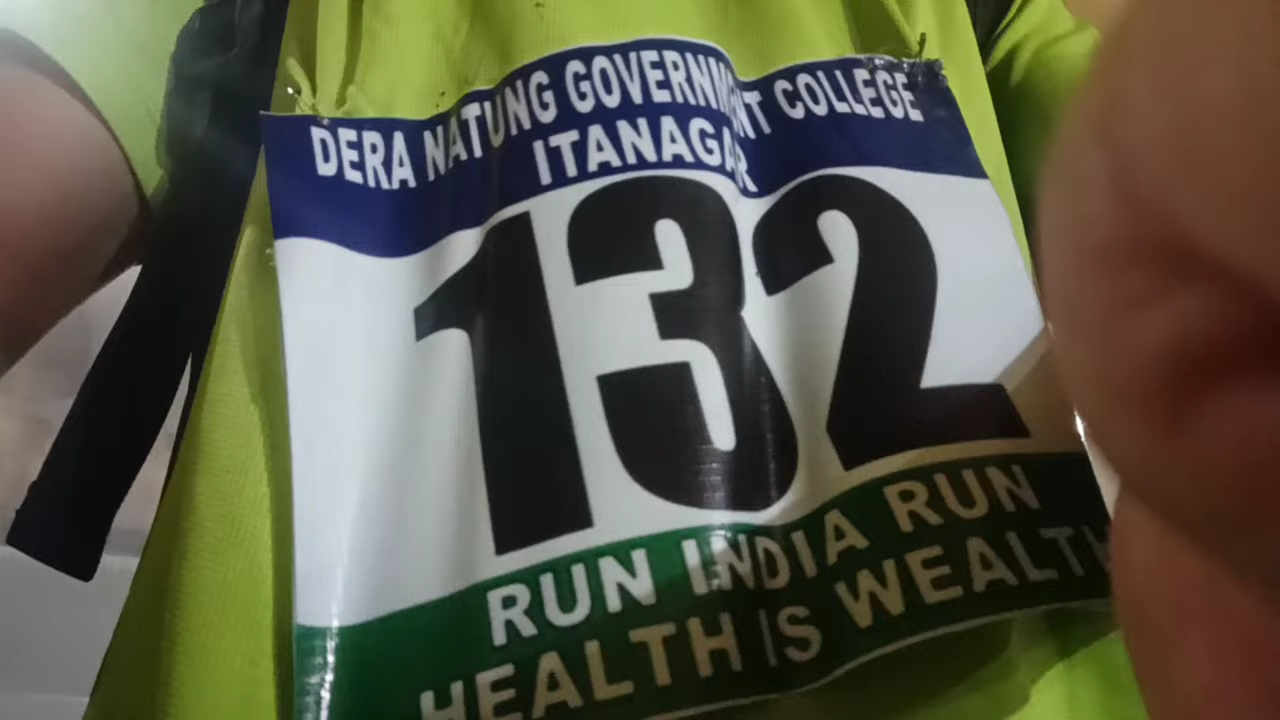 DERA NATUNG GOVERNMENT COLLEGE
ITANAGAR
132
RUN INDIA RUN
HEALTH IS WEALTH